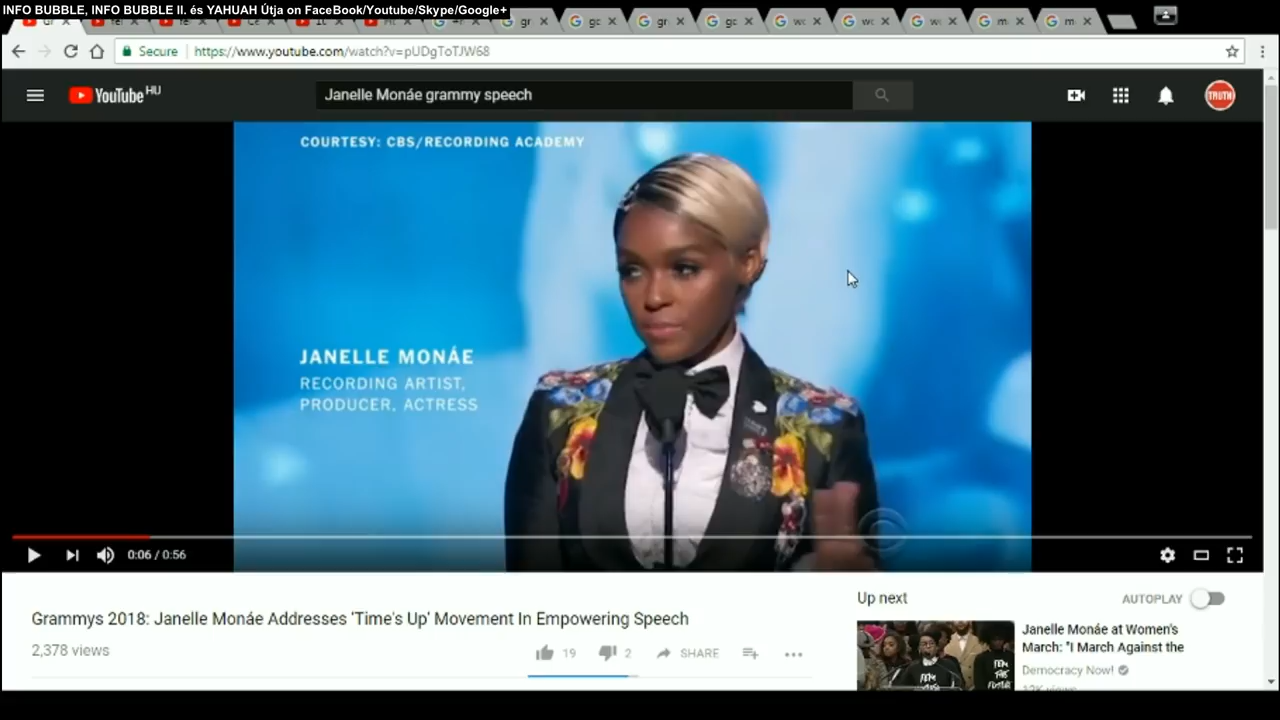 INFO BUBBLE, INFO BUBBLE II. és YAHUAH Útja on FaceBook/Youtube/Skype/Google+
Secure https://www.youtube.com/watch?v=pUDgToTJW68
YouTube HU
Janelle Monáe grammy speech
TRUTH
COURTESY: CBS/RECORDING ACADEMY
JANELLE MONÁE
RECORDING ARTIST,
PRODUCER, ACTRESS
0:06 / 0:56
Grammys 2018: Janelle Monáe Addresses 'Time's Up' Movement In Empowering Speech
2,378 views
19
2
SHARE
Up next
AUTOPLAY
Janelle Monáe at Women's
March: "I March Against the
Democracy Now!